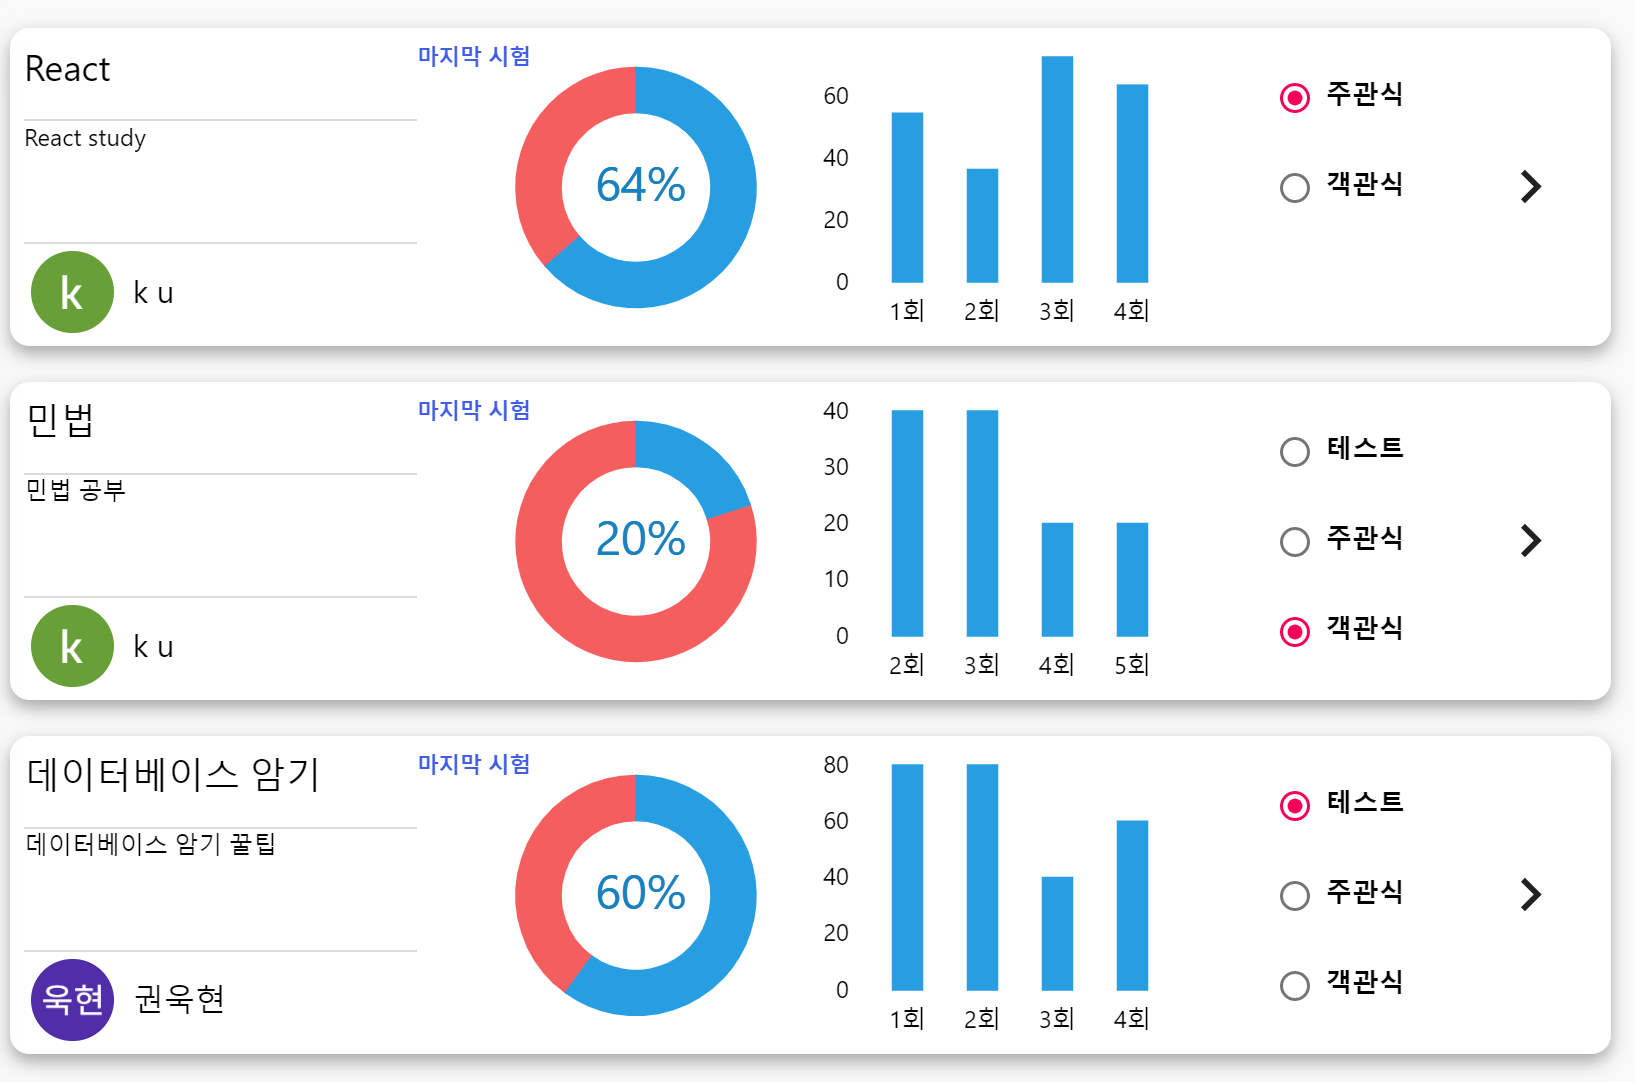 React
React study
k
k u
마지막 시험
64%
60
40
20
0
1회 2회 3회 4회
주관식
객관식
민법
민법 공부
k
k u
마지막 시험
20%
40
30
20
10
0
2회 3회 4회 5회
테스트
주관식
객관식
데이터베이스 암기
데이터베이스 암기 꿀팁
욱현
권욱현
마지막 시험
60%
80
60
40
20
0
1회 2회 3회 4회
테스트
주관식
객관식